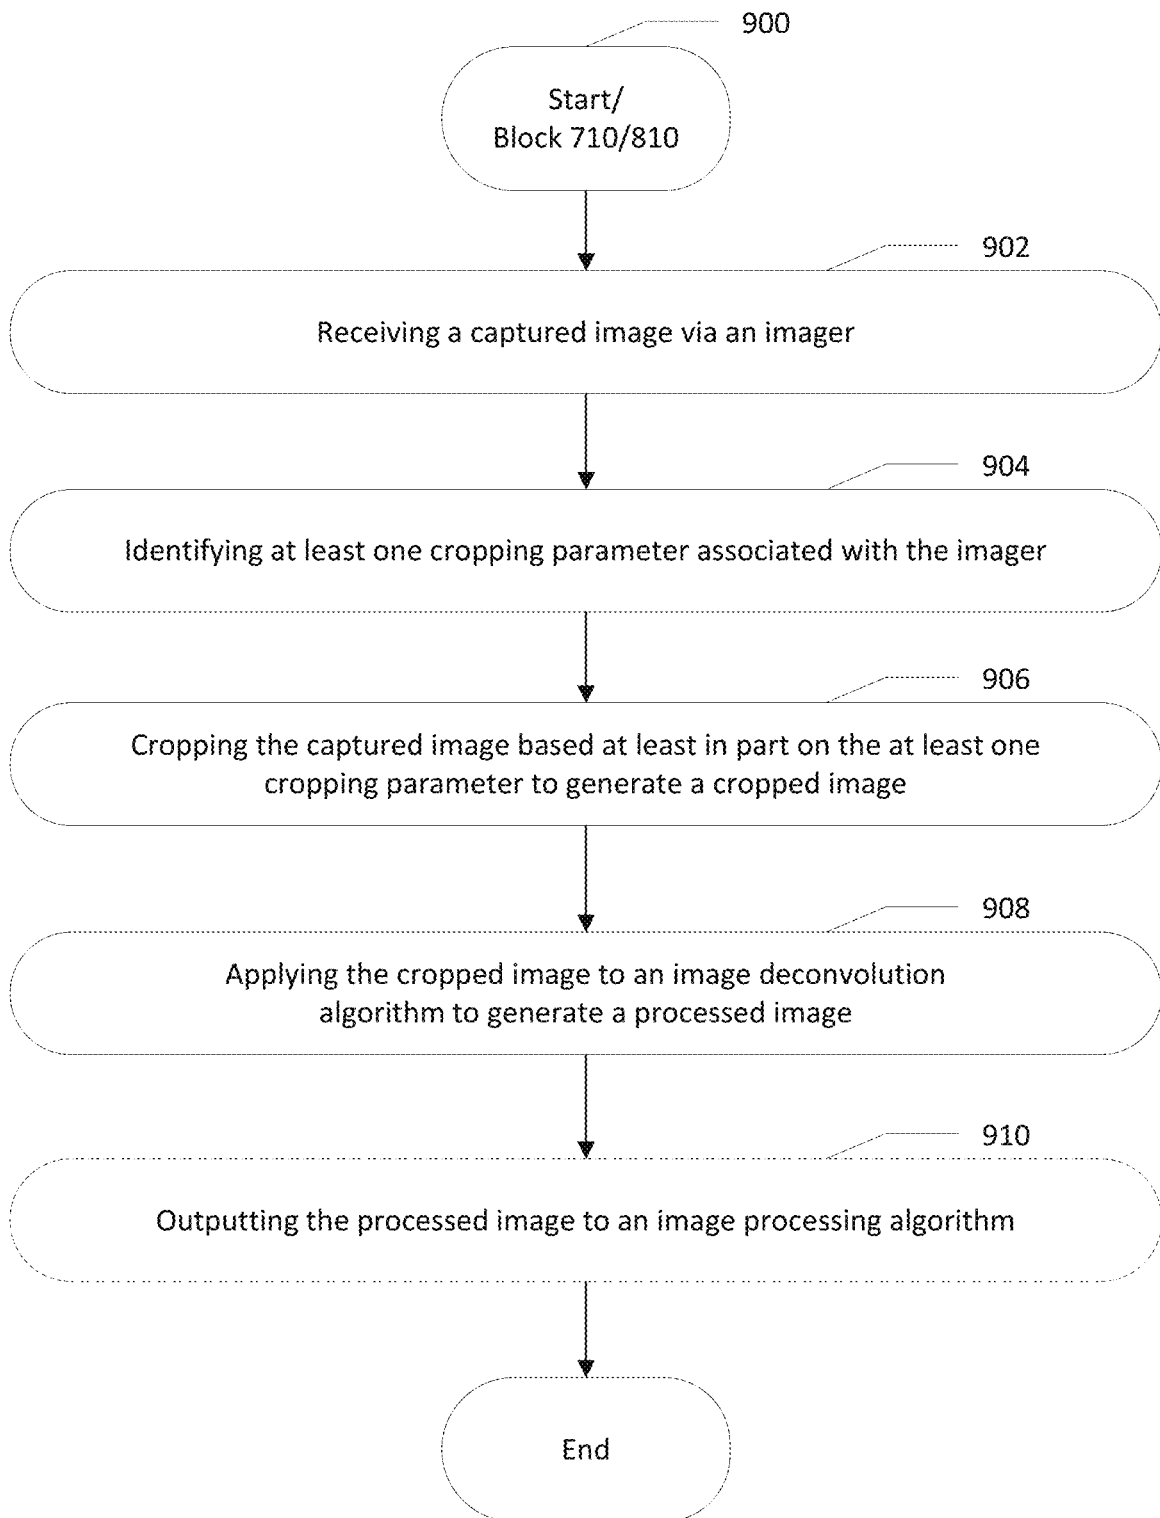 900
Start/
Block 710/810
902
Receiving a captured image via an imager
904
Identifying at least one cropping parameter associated with the imager
906
Cropping the captured image based at least in part on the at least one
cropping parameter to generate a cropped image
908
Applying the cropped image to an image deconvolution
algorithm to generate a processed image
910
Outputting the processed image to an image processing algorithm
End